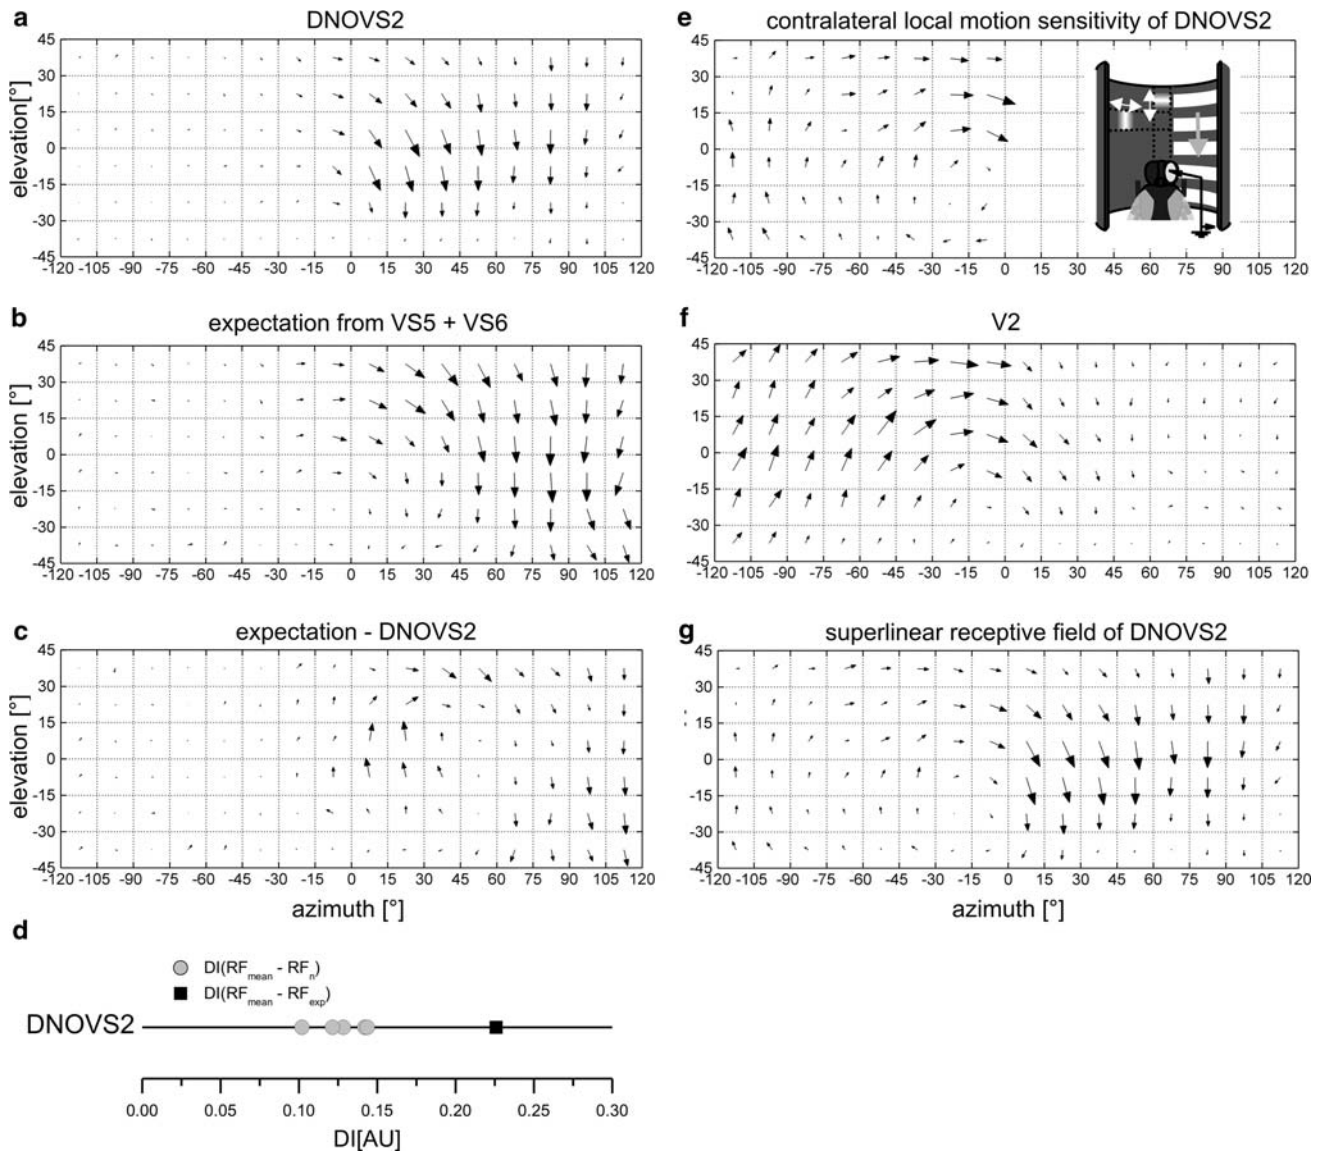 a
DNOVS2
45
30
15
0
-15
-30
-45
elevation[°]
-120 -105 -90 -75 -60 -45 -30 -15 0 15 30 45 60 75 90 105 120
b
expectation from VS5 + VS6
45
30
15
0
-15
-30
-45
elevation [°]
-120 -105 -90 -75 -60 -45 -30 -15 0 15 30 45 60 75 90 105 120
c
expectation - DNOVS2
45
30
15
0
-15
-30
-45
elevation [°]
-120 -105 -90 -75 -60 -45 -30 -15 0 15 30 45 60 75 90 105 120
azimuth [°]
d
DI(RFmean - RFn)
DI(RFmean - RFexp)
DNOVS2
0.00 0.05 0.10 0.15 0.20 0.25 0.30
DI[AU]
e
contralateral local motion sensitivity of DNOVS2
45
30
15
0
-15
-30
-45
-120 -105 -90 -75 -60 -45 -30 -15 0 15 30 45 60 75 90 105 120
f
V2
45
30
15
0
-15
-30
-45
-120 -105 -90 -75 -60 -45 -30 -15 0 15 30 45 60 75 90 105 120
g
superlinear receptive field of DNOVS2
45
30
15
0
-15
-30
45
-120 -105 -90 -75 -60 -45 -30 -15 0 15 30 45 60 75 90 105 120
azimuth [°]